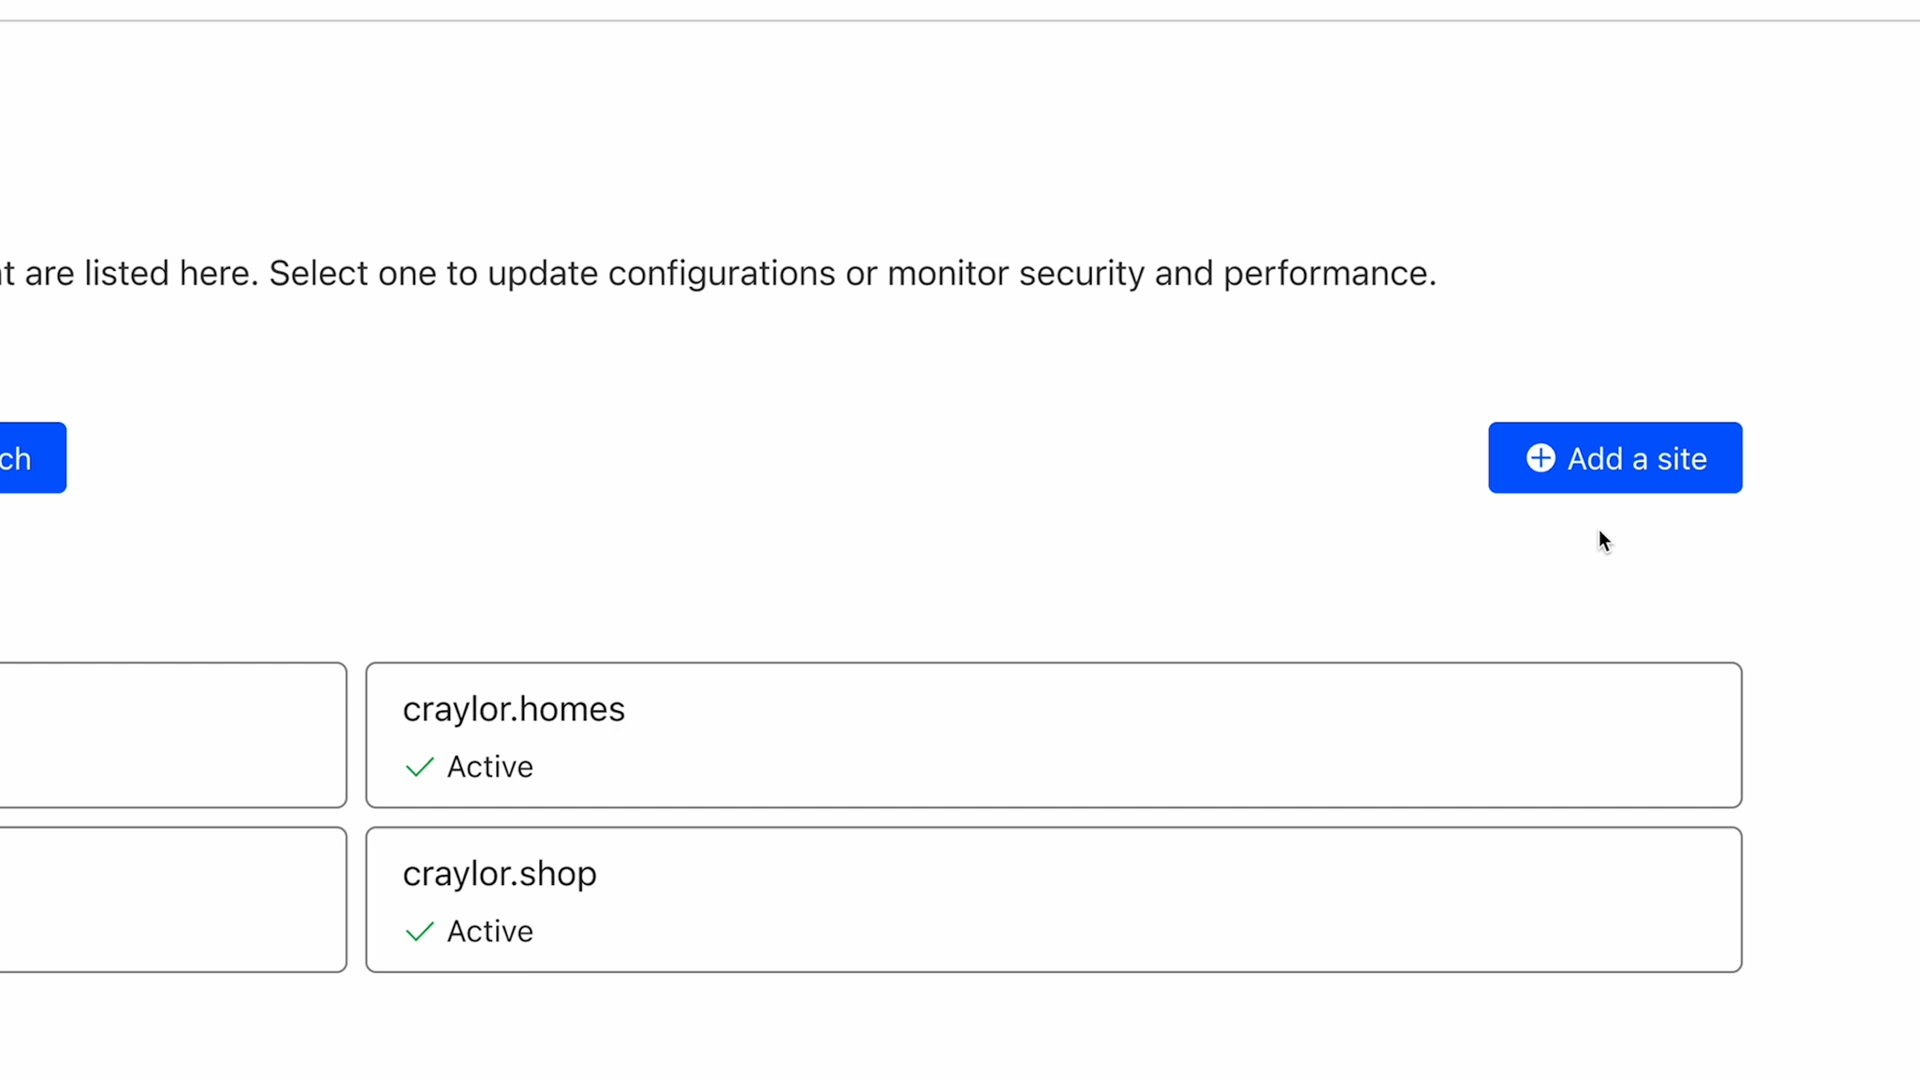 t are listed here. Select one to update configurations or monitor security and performance.
ch
Add a site
craylor.homes
Active
craylor.shop
Active